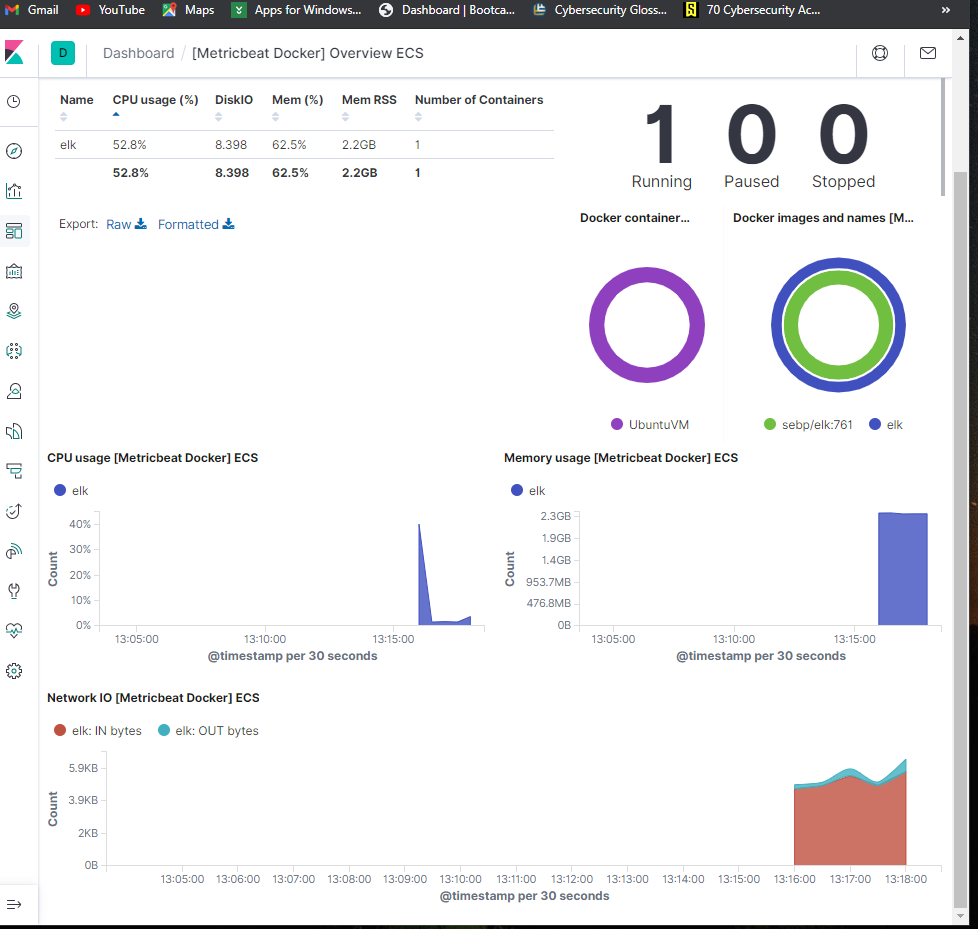 Gmail YouTube Maps Apps for Windows... Dashboard | Bootca... Cybersecurity Gloss... 70 Cybersecurity Ac... »
D Dashboard / [Metricbeat Docker] Overview ECS
Name CPU usage (%) DiskIO Mem (%) Mem RSS Number of Containers
elk 52.8% 8.398 62.5% 2.2GB 1
52.8% 8.398 62.5% 2.2GB 1
Export: Raw Formatted
1 0 0
Running Paused Stopped
Docker container...
UbuntuVM
Docker images and names [M...
sebp/elk:761 elk
CPU usage [Metricbeat Docker] ECS
elk
Count
40%
30%
20%
10%
0%
13:05:00 13:10:00 13:15:00
@timestamp per 30 seconds
Memory usage [Metricbeat Docker] ECS
elk
Count
2.3GB
1.9GB
1.4GB
953.7MB
476.8MB
0B
13:05:00 13:10:00 13:15:00
@timestamp per 30 seconds
Network IO [Metricbeat Docker] ECS
elk: IN bytes elk: OUT bytes
Count
5.9KB
3.9KB
2KB
0B
13:05:00 13:06:00 13:07:00 13:08:00 13:09:00 13:10:00 13:11:00 13:12:00 13:13:00 13:14:00 13:15:00 13:16:00 13:17:00 13:18:00
@timestamp per 30 seconds